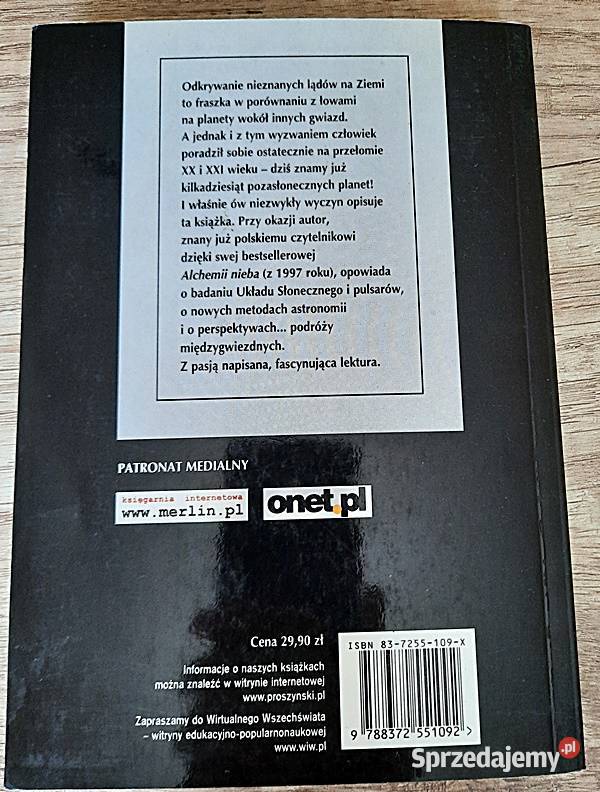 Odkrywanie nieznanych lądów na Ziemi
to fraszka w porównaniu z łowami
na planety wokół innych gwiazd.
A jednak i z tym wyzwaniem człowiek
poradził sobie ostatecznie na przełomie
XX i XXI wieku – dziś znamy już
kilkadziesiąt pozasłonecznych planet!
I właśnie ów niezwykły wyczyn opisuje
ta książka. Przy okazji autor,
znany już polskiemu czytelnikowi
dzięki swej bestsellerowej
Alchemii nieba (z 1997 roku), opowiada
o badaniu Układu Słonecznego i pulsarów,
o nowych metodach astronomii
i o perspektywach... podróży
międzygwiezdnych.
Z pasją napisana, fascynująca lektura.
PATRONAT MEDIALNY
księgarnia internetowa
www.merlin.pl
onet.pl
Cena 29,90 zł
Informacje o naszych książkach
można znaleźć w witrynie internetowej
www.proszynski.pl
Zapraszamy do Wirtualnego Wszechświata
– witryny edukacyjno-popularnonaukowej
www.wiw.pl
ISBN 83-7255-109-X
9 788372 551092 >
Sprzedajemy.pl